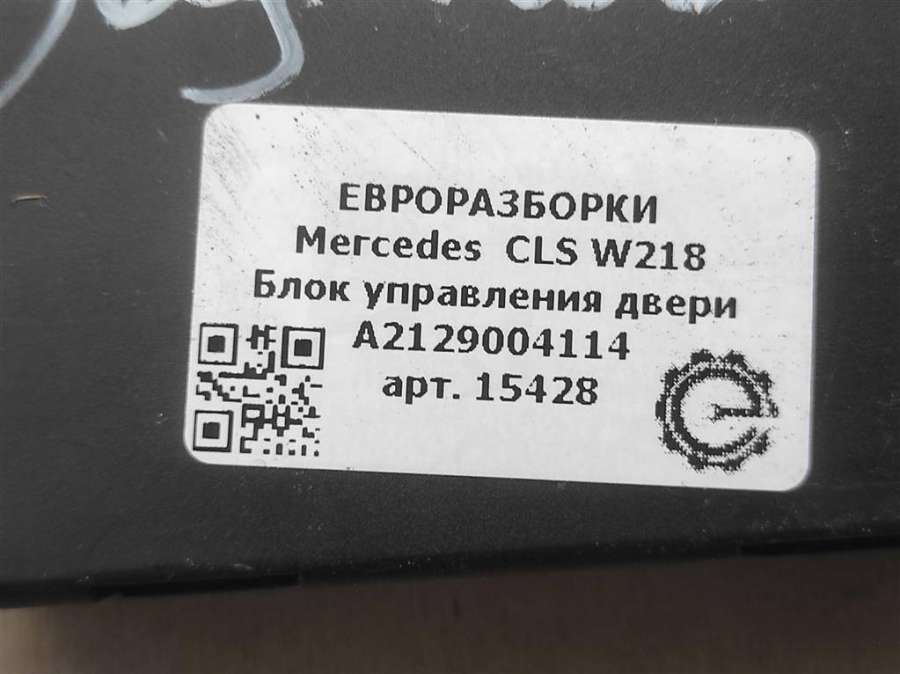 ЕВРОРАЗБОРКИ
Mercedes CLS W218
Блок управления двери
A2129004114
арт. 15428